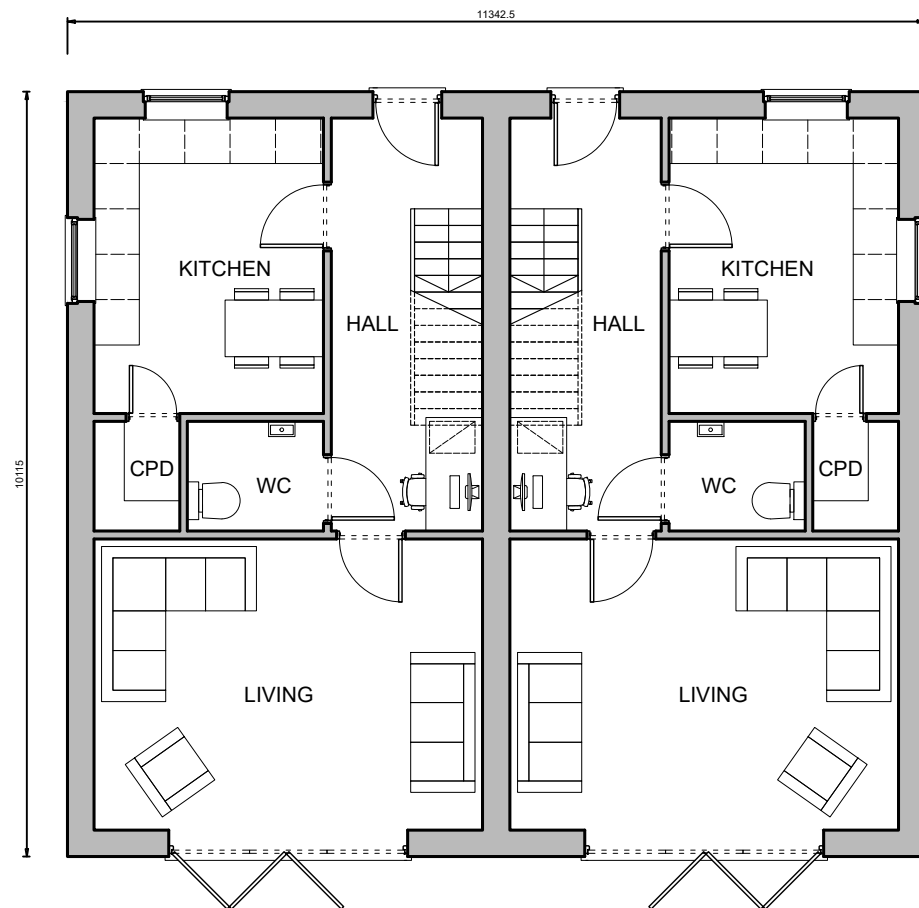 11342.5
10115
KITCHEN
KITCHEN
HALL
HALL
CPD
WC
WC
CPD
LIVING
LIVING